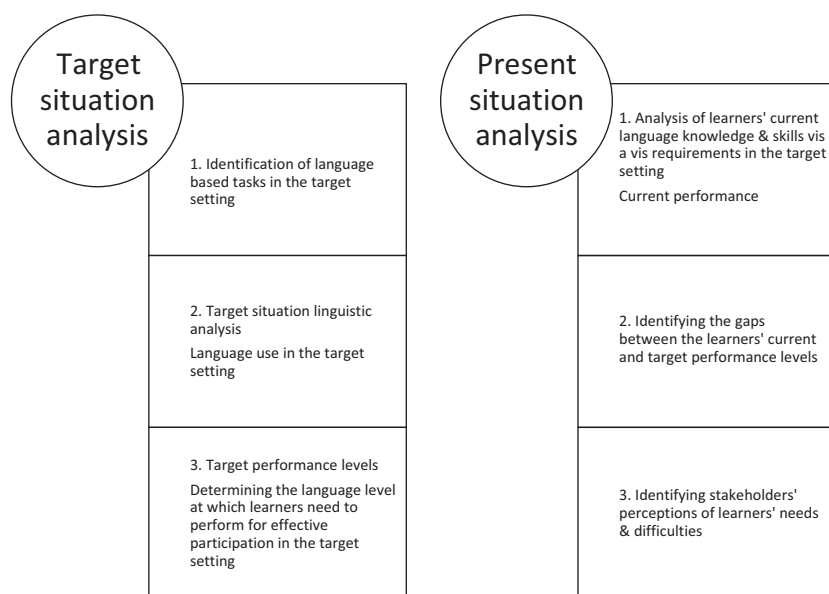 Target
situation
analysis
1. Identification of language
based tasks in the target
setting
2. Target situation linguistic
analysis
Language use in the target
setting
3. Target performance levels
Determining the language level
at which learners need to
perform for effective
participation in the target
setting
Present
situation
analysis
1. Analysis of learners' current
language knowledge & skills vis
a vis requirements in the target
setting
Current performance
2. Identifying the gaps
between the learners' current
and target performance levels
3. Identifying stakeholders'
perceptions of learners' needs
& difficulties